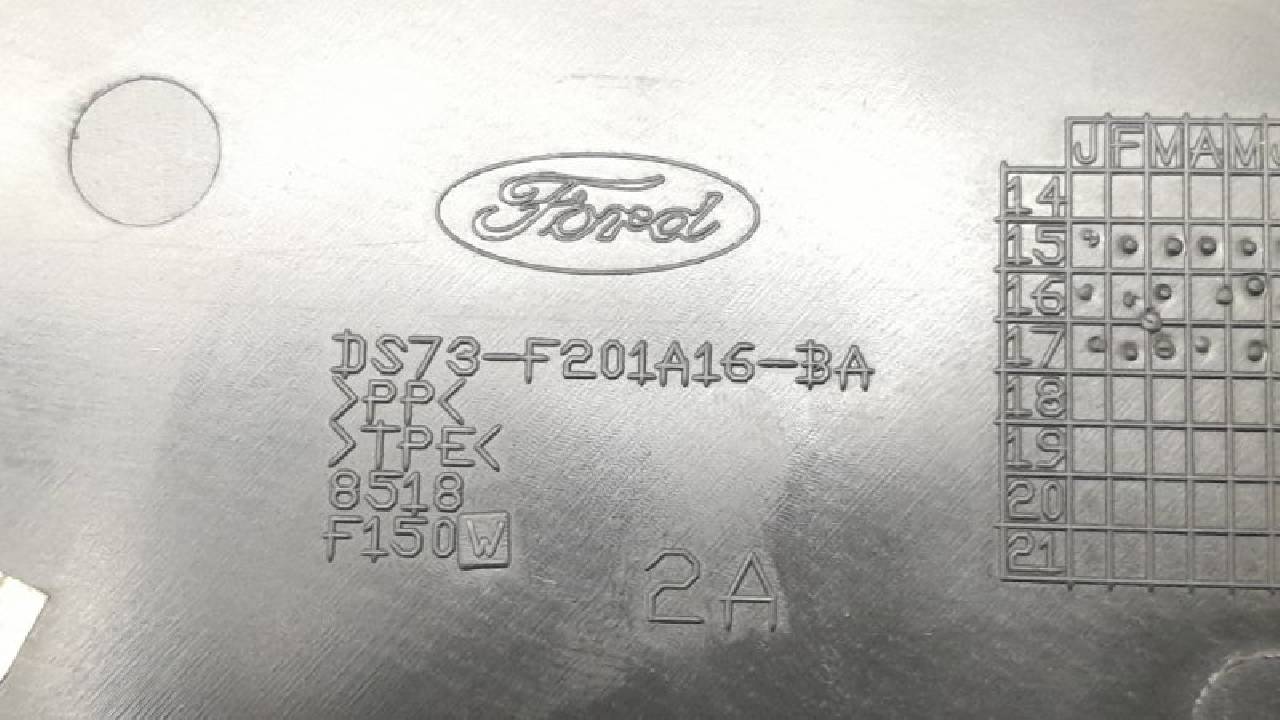 Ford
DS73-F201A16-BA
>PP<
>TPE<
8518
F150 W
2A
J F M A M
14
15
16
17
18
19
20
21